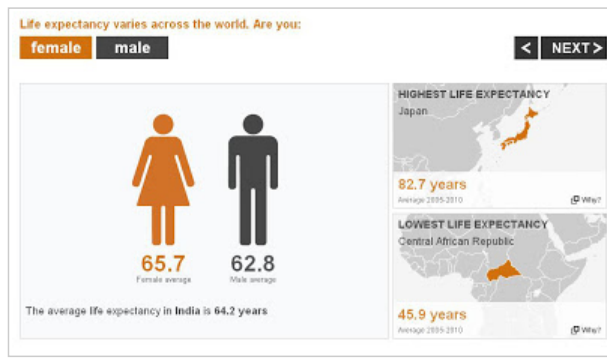 Life expectancy varies across the world. Are you:
female male < NEXT >
HIGHEST LIFE EXPECTANCY
Japan
82.7 years
Average 2005-2010 Why?
LOWEST LIFE EXPECTANCY
Central African Republic
45.9 years
Average 2005-2010 Why?
65.7 62.8
Female average Male average
The average life expectancy in India is 64.2 years